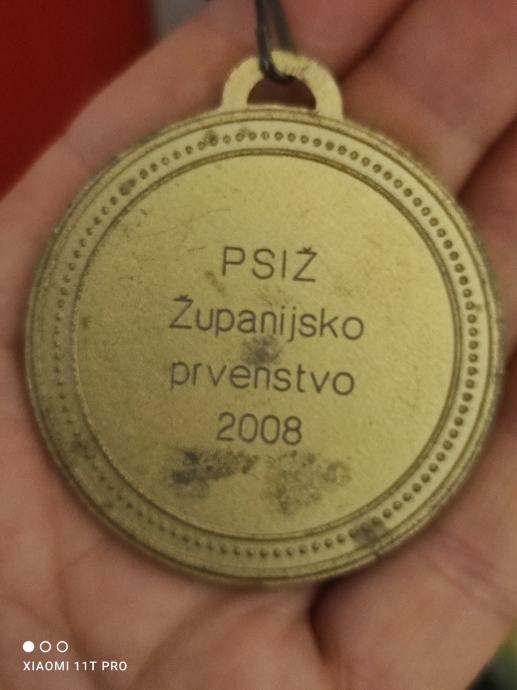 PSIŽ
Županijsko
prvenstvo
2008
XIAOMI 11T PRO